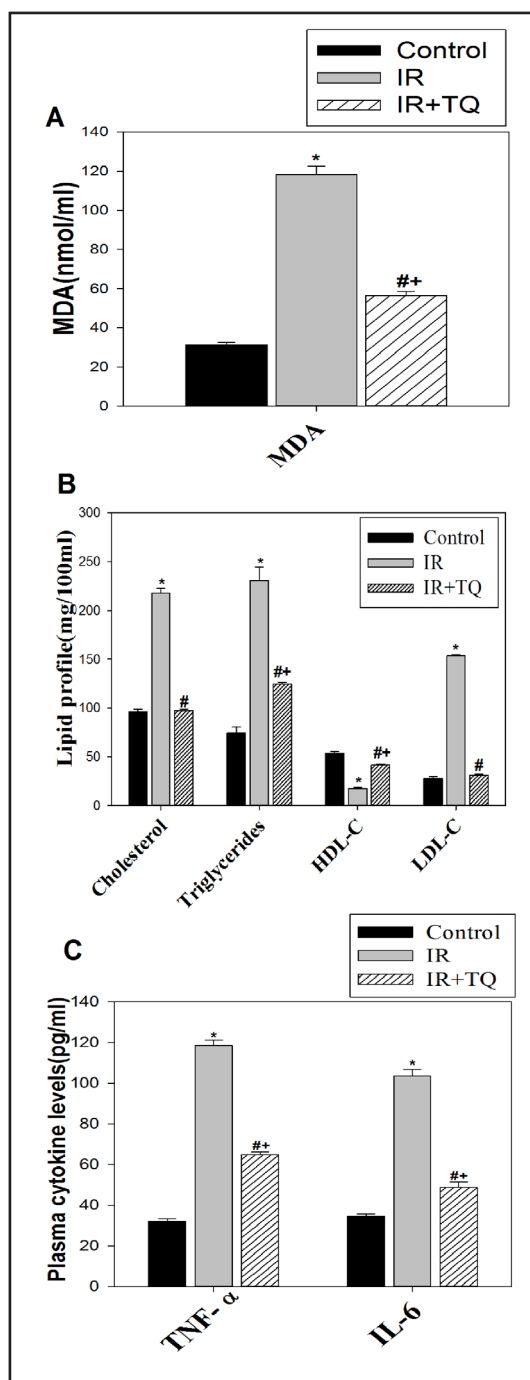 Control
IR
IR+TQ
A
MDA(nmol/ml)
140
120
100
80
60
40
20
0
*
#+
MDA
B
Lipid profile(mg/100ml)
300
250
200
150
100
50
0
Control
IR
IR+TQ
*
#
*
#+
*
#+
*
#
Cholesterol
Triglycerides
HDL-C
LDL-C
Control
IR
IR+TQ
C
Plasma cytokine levels(pg/ml)
140
120
100
80
60
40
20
0
*
#+
*
#+
TNF- α
IL-6